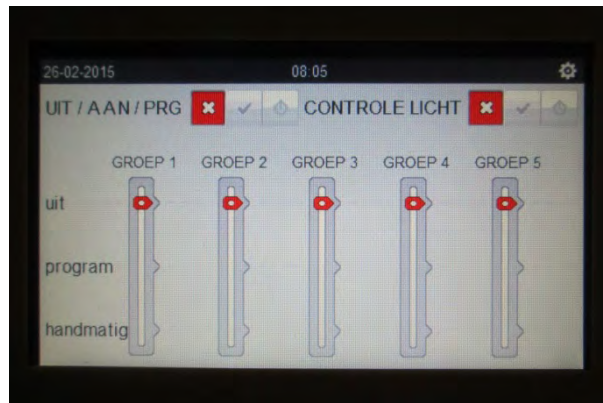 26-02-2015 08:05
UIT / AAN / PRG CONTROLE LICHT
GROEP 1 GROEP 2 GROEP 3 GROEP 4 GROEP 5
uit
program
handmatig